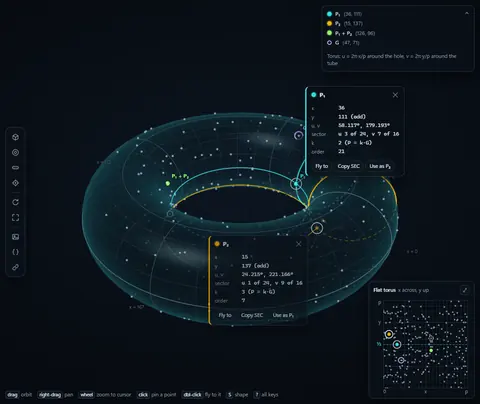 P₁ (36, 111)
P₂ (15, 137)
P₁ + P₂ (126, 96)
G (47, 71)
Torus: u = 2π x/p around the hole, v = 2π y/p around the
tube
P₁
x 36
y 111 (odd)
u, v 58.117°, 179.193°
sector u 3 of 24, v 7 of 16
k 2 (P = k·G)
order 21
Fly to Copy SEC Use as P₂
P₁ + P₂
P₂
x 15
y 137 (odd)
u, v 24.215°, 221.166°
sector u 1 of 24, v 9 of 16
k 3 (P = k·G)
order 7
Fly to Copy SEC Use as P₁
Flat torus x across, y up
drag orbit right-drag pan wheel zoom to cursor click pin a point dbl-click fly to it S shape ? all keys